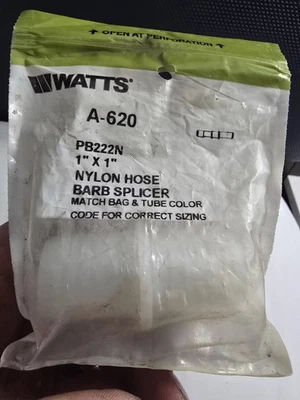 OPEN AT PERFORATION
WATTS®
A-620
PB222N
1" X 1"
NYLON HOSE
BARB SPLICER
MATCH BAG & TUBE COLOR
CODE FOR CORRECT SIZING